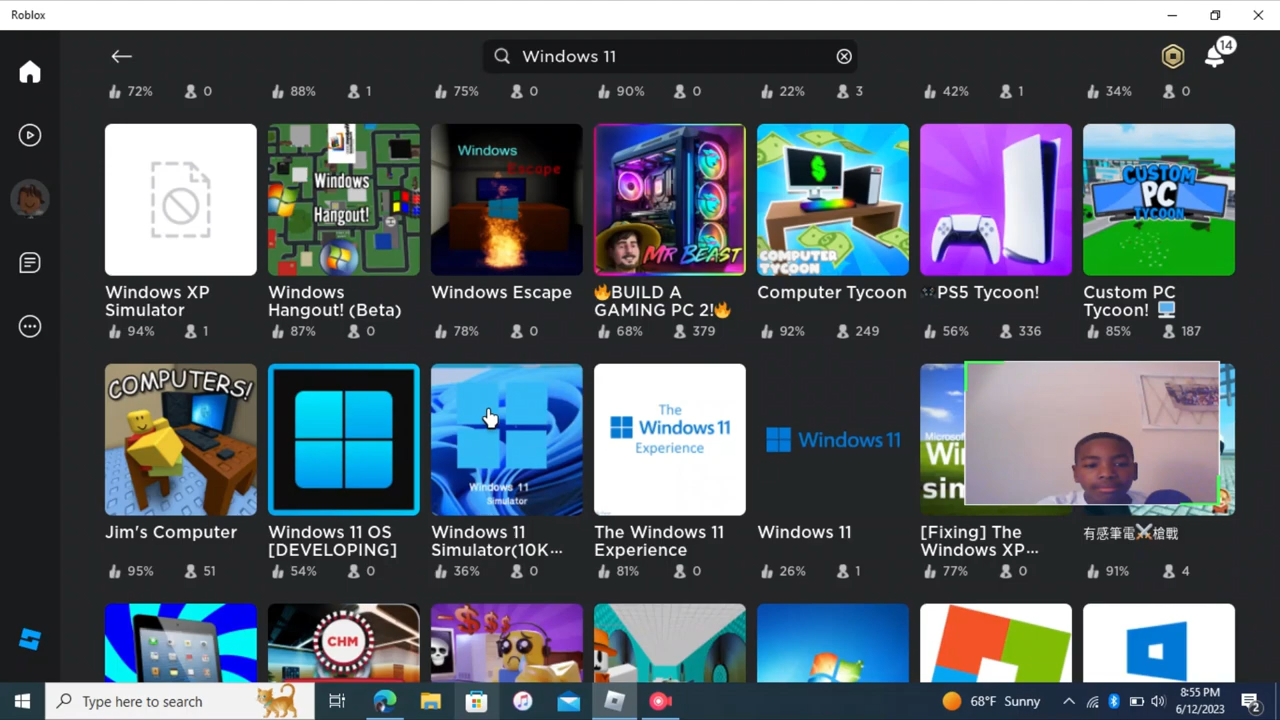 Roblox
Windows 11
14
72% 0 88% 1 75% 0 90% 0 22% 3 42% 1 34% 0
Windows Hangout!
Windows Escape
MR BEAST
COMPUTER TYCOON
CUSTOM PC TYCOON
Windows XP Simulator
Windows Hangout! (Beta)
Windows Escape
🔥BUILD A GAMING PC 2!🔥
Computer Tycoon
🎮PS5 Tycoon!
Custom PC Tycoon! 🖥️
94% 1 87% 0 78% 0 68% 379 92% 249 56% 336 85% 187
COMPUTERS!
Windows 11 Simulator
The Windows 11 Experience
Windows 11
Jim's Computer
Windows 11 OS [DEVELOPING]
Windows 11 Simulator(10K...
The Windows 11 Experience
Windows 11
[Fixing] The Windows XP...
有感筆電⚔️槍戰
95% 51 54% 0 36% 0 81% 0 26% 1 77% 0 91% 4
CHM
Type here to search
68°F Sunny
8:55 PM
6/12/2023
2